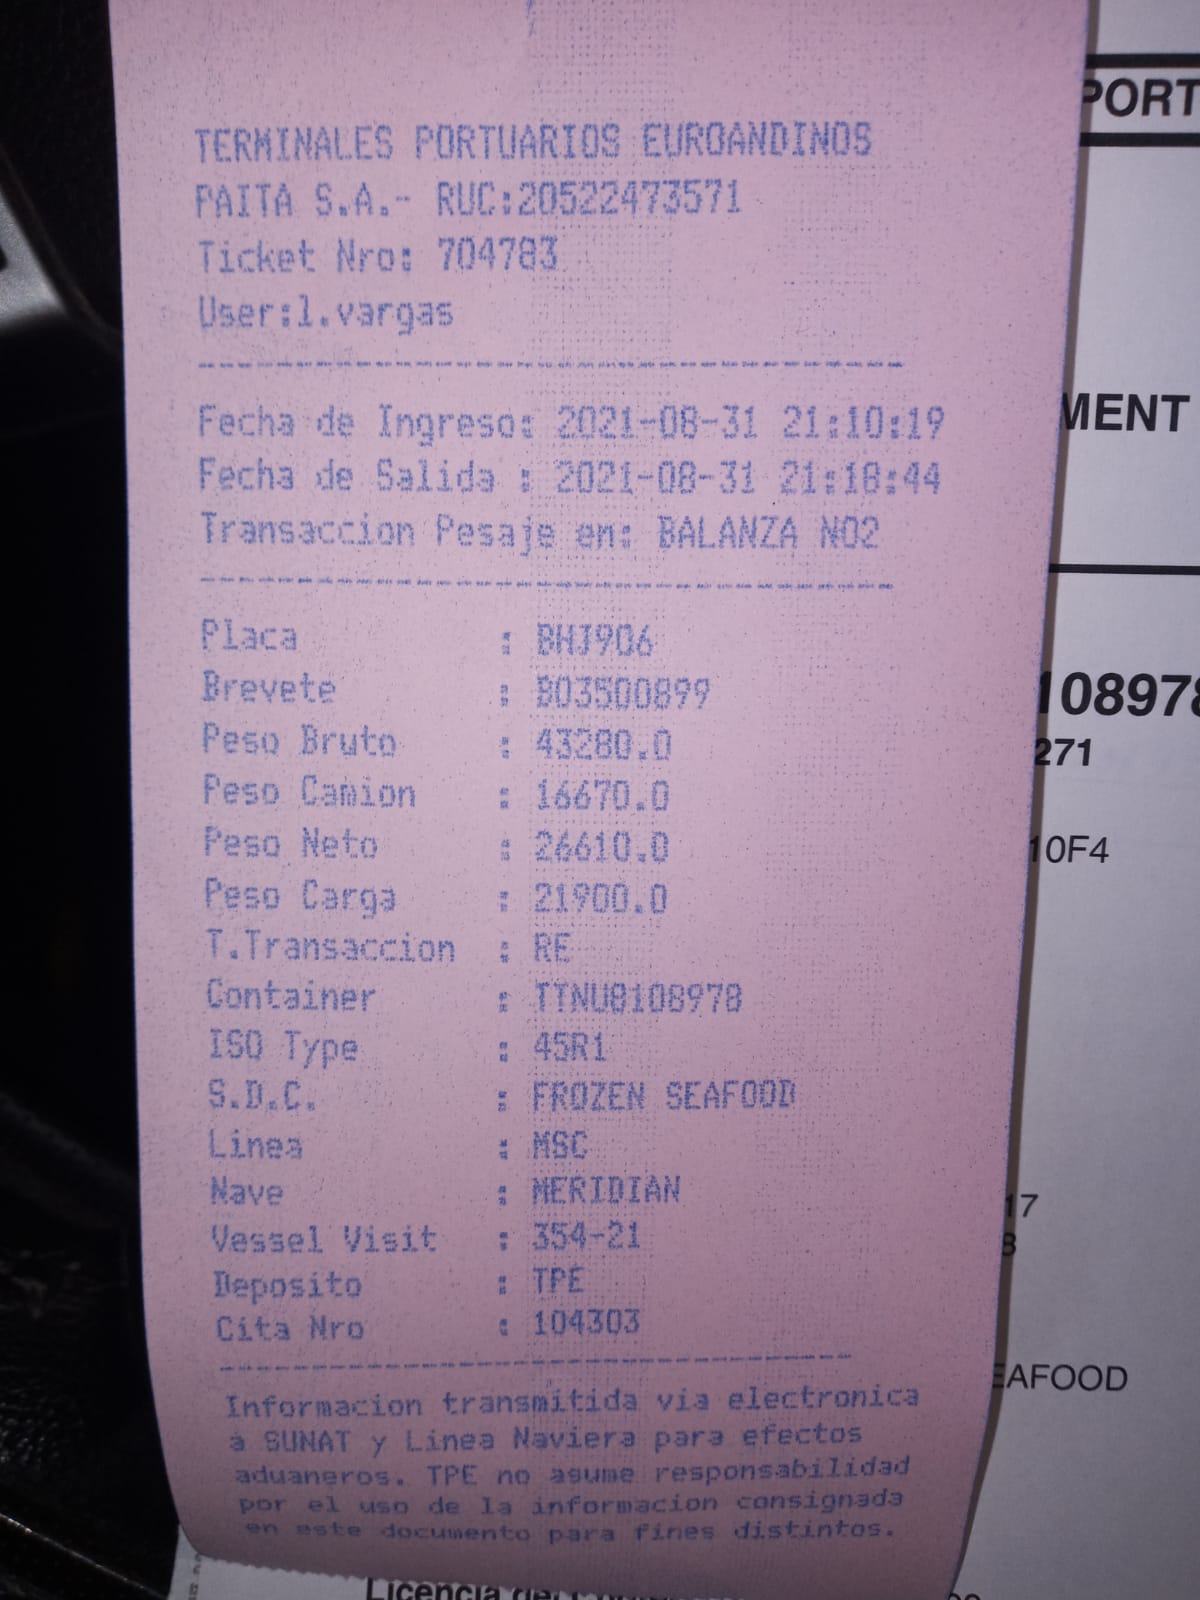 TERMINALES PORTUARIOS EUROANDINOS
PAITA S.A.- RUC:20522473571
Ticket Nro: 704783
User:l.vargas
Fecha de Ingreso: 2021-08-31 21:10:19
Fecha de Salida : 2021-08-31 21:18:44
Transaccion Pesaje en: BALANZA NO2
Placa : BHJ906
Brevete : B03500899
Peso Bruto : 43280.0
Peso Camion : 16670.0
Peso Neto : 26610.0
Peso Carga : 21900.0
T.Transaccion : RE
Container : TTNU8108978
ISO Type : 45R1
S.D.C. : FROZEN SEAFOOD
Linea : MSC
Nave : MERIDIAN
Vessel Visit : 354-21
Deposito : TPE
Cita Nro : 104303
Informacion transmitida via electronica
a SUNAT y Linea Naviera para efectos
aduaneros. TPE no asume responsabilidad
por el uso de la informacion consignada
en este documento para fines distintos.
PORT
MENT
108978
271
10F4
17
8
EAFOOD
Licencia